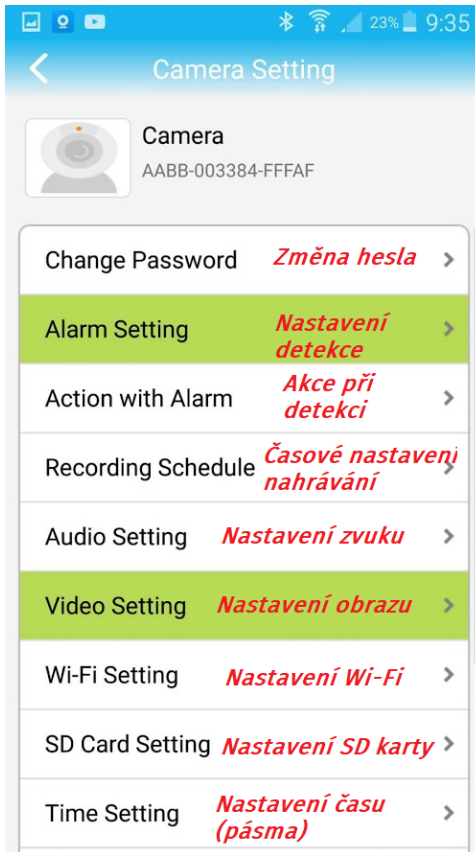 23% 9:35
Camera Setting
Camera
AABB-003384-FFFAF
Change Password Změna hesla
Alarm Setting Nastavení
detekce
Action with Alarm Akce při
detekci
Recording Schedule Časové nastavení
nahrávání
Audio Setting Nastavení zvuku
Video Setting Nastavení obrazu
Wi-Fi Setting Nastavení Wi-Fi
SD Card Setting Nastavení SD karty
Time Setting Nastavení času
(pásma)